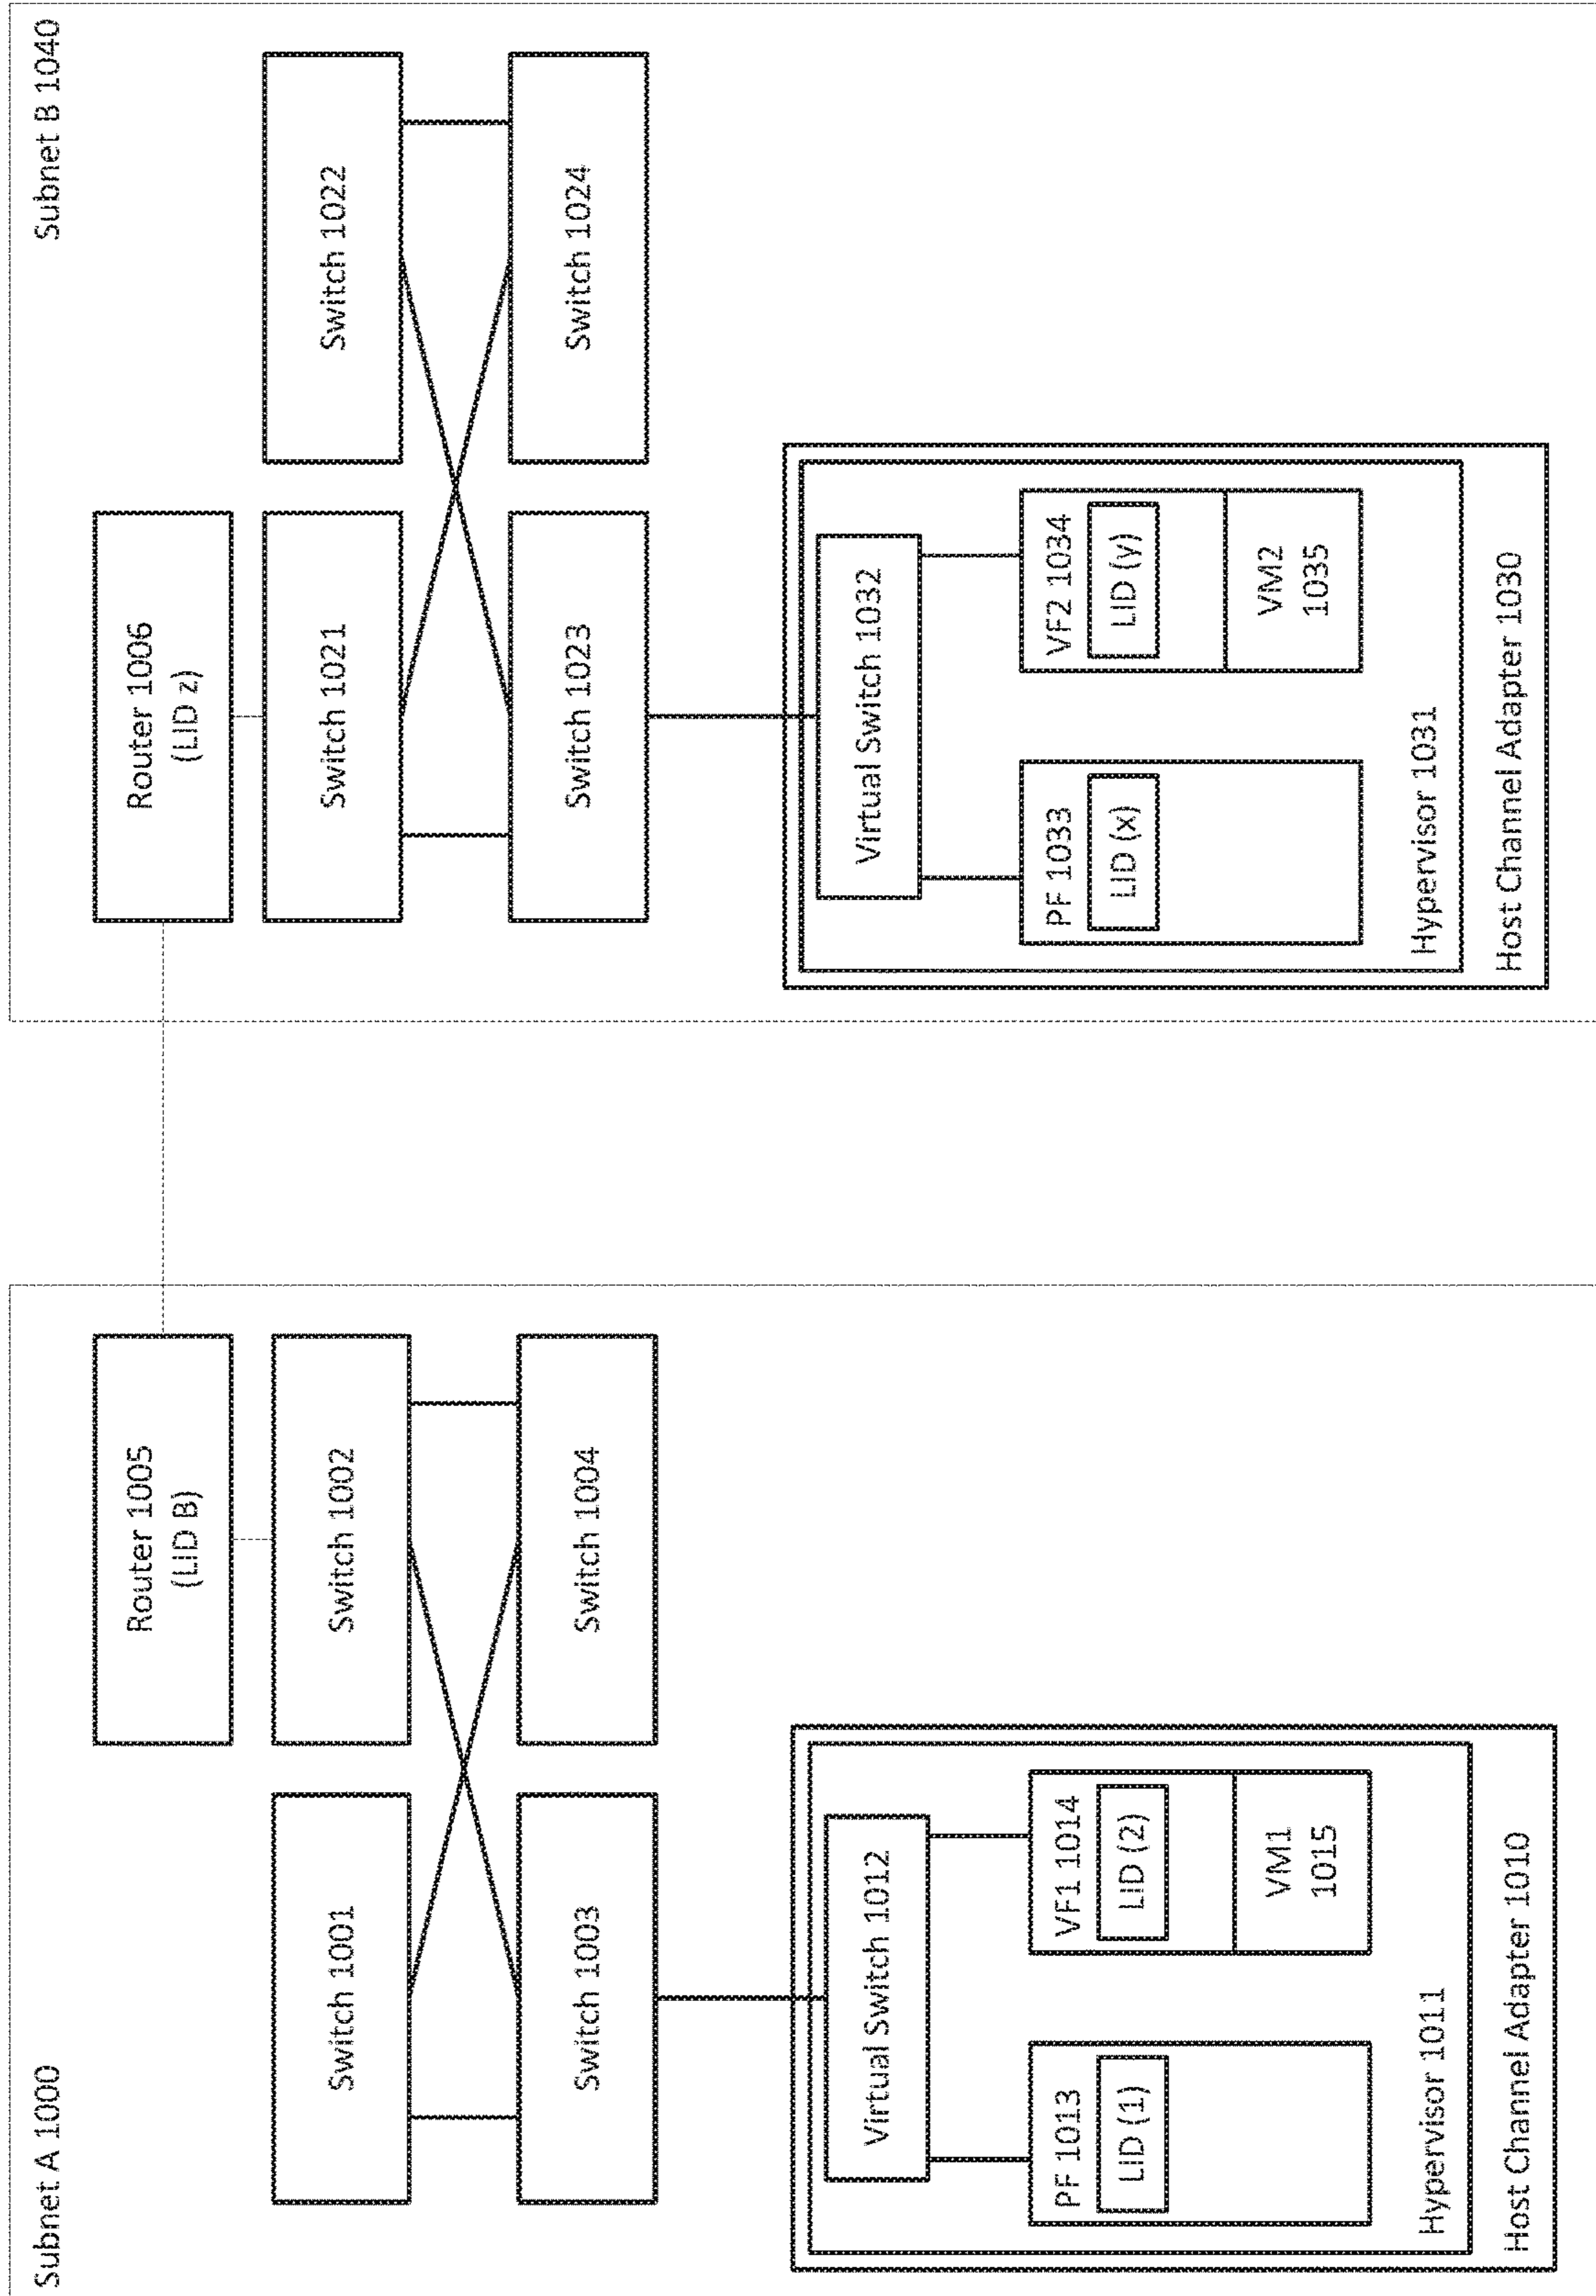 Subnet A 1000
Router 1005
(LID B)
Switch 1001
Switch 1002
Switch 1003
Switch 1004
Virtual Switch 1012
PF 1013
LID (1)
VF1 1014
LID (2)
VM1
1015
Hypervisor 1011
Host Channel Adapter 1010
Subnet B 1040
Router 1006
(LID z)
Switch 1021
Switch 1022
Switch 1023
Switch 1024
Virtual Switch 1032
PF 1033
LID (x)
VF2 1034
LID (y)
VM2
1035
Hypervisor 1031
Host Channel Adapter 1030